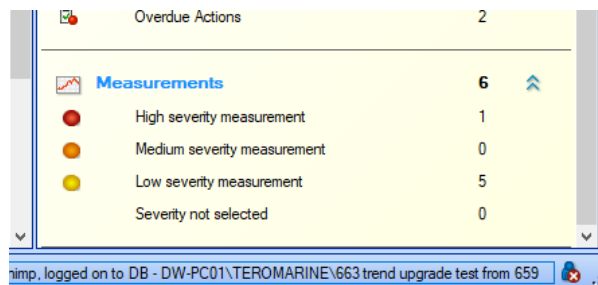 Overdue Actions 2
Measurements 6
High severity measurement 1
Medium severity measurement 0
Low severity measurement 5
Severity not selected 0
logged on to DB - DW-PC01\TEROMARINE\663 trend upgrade test from 659